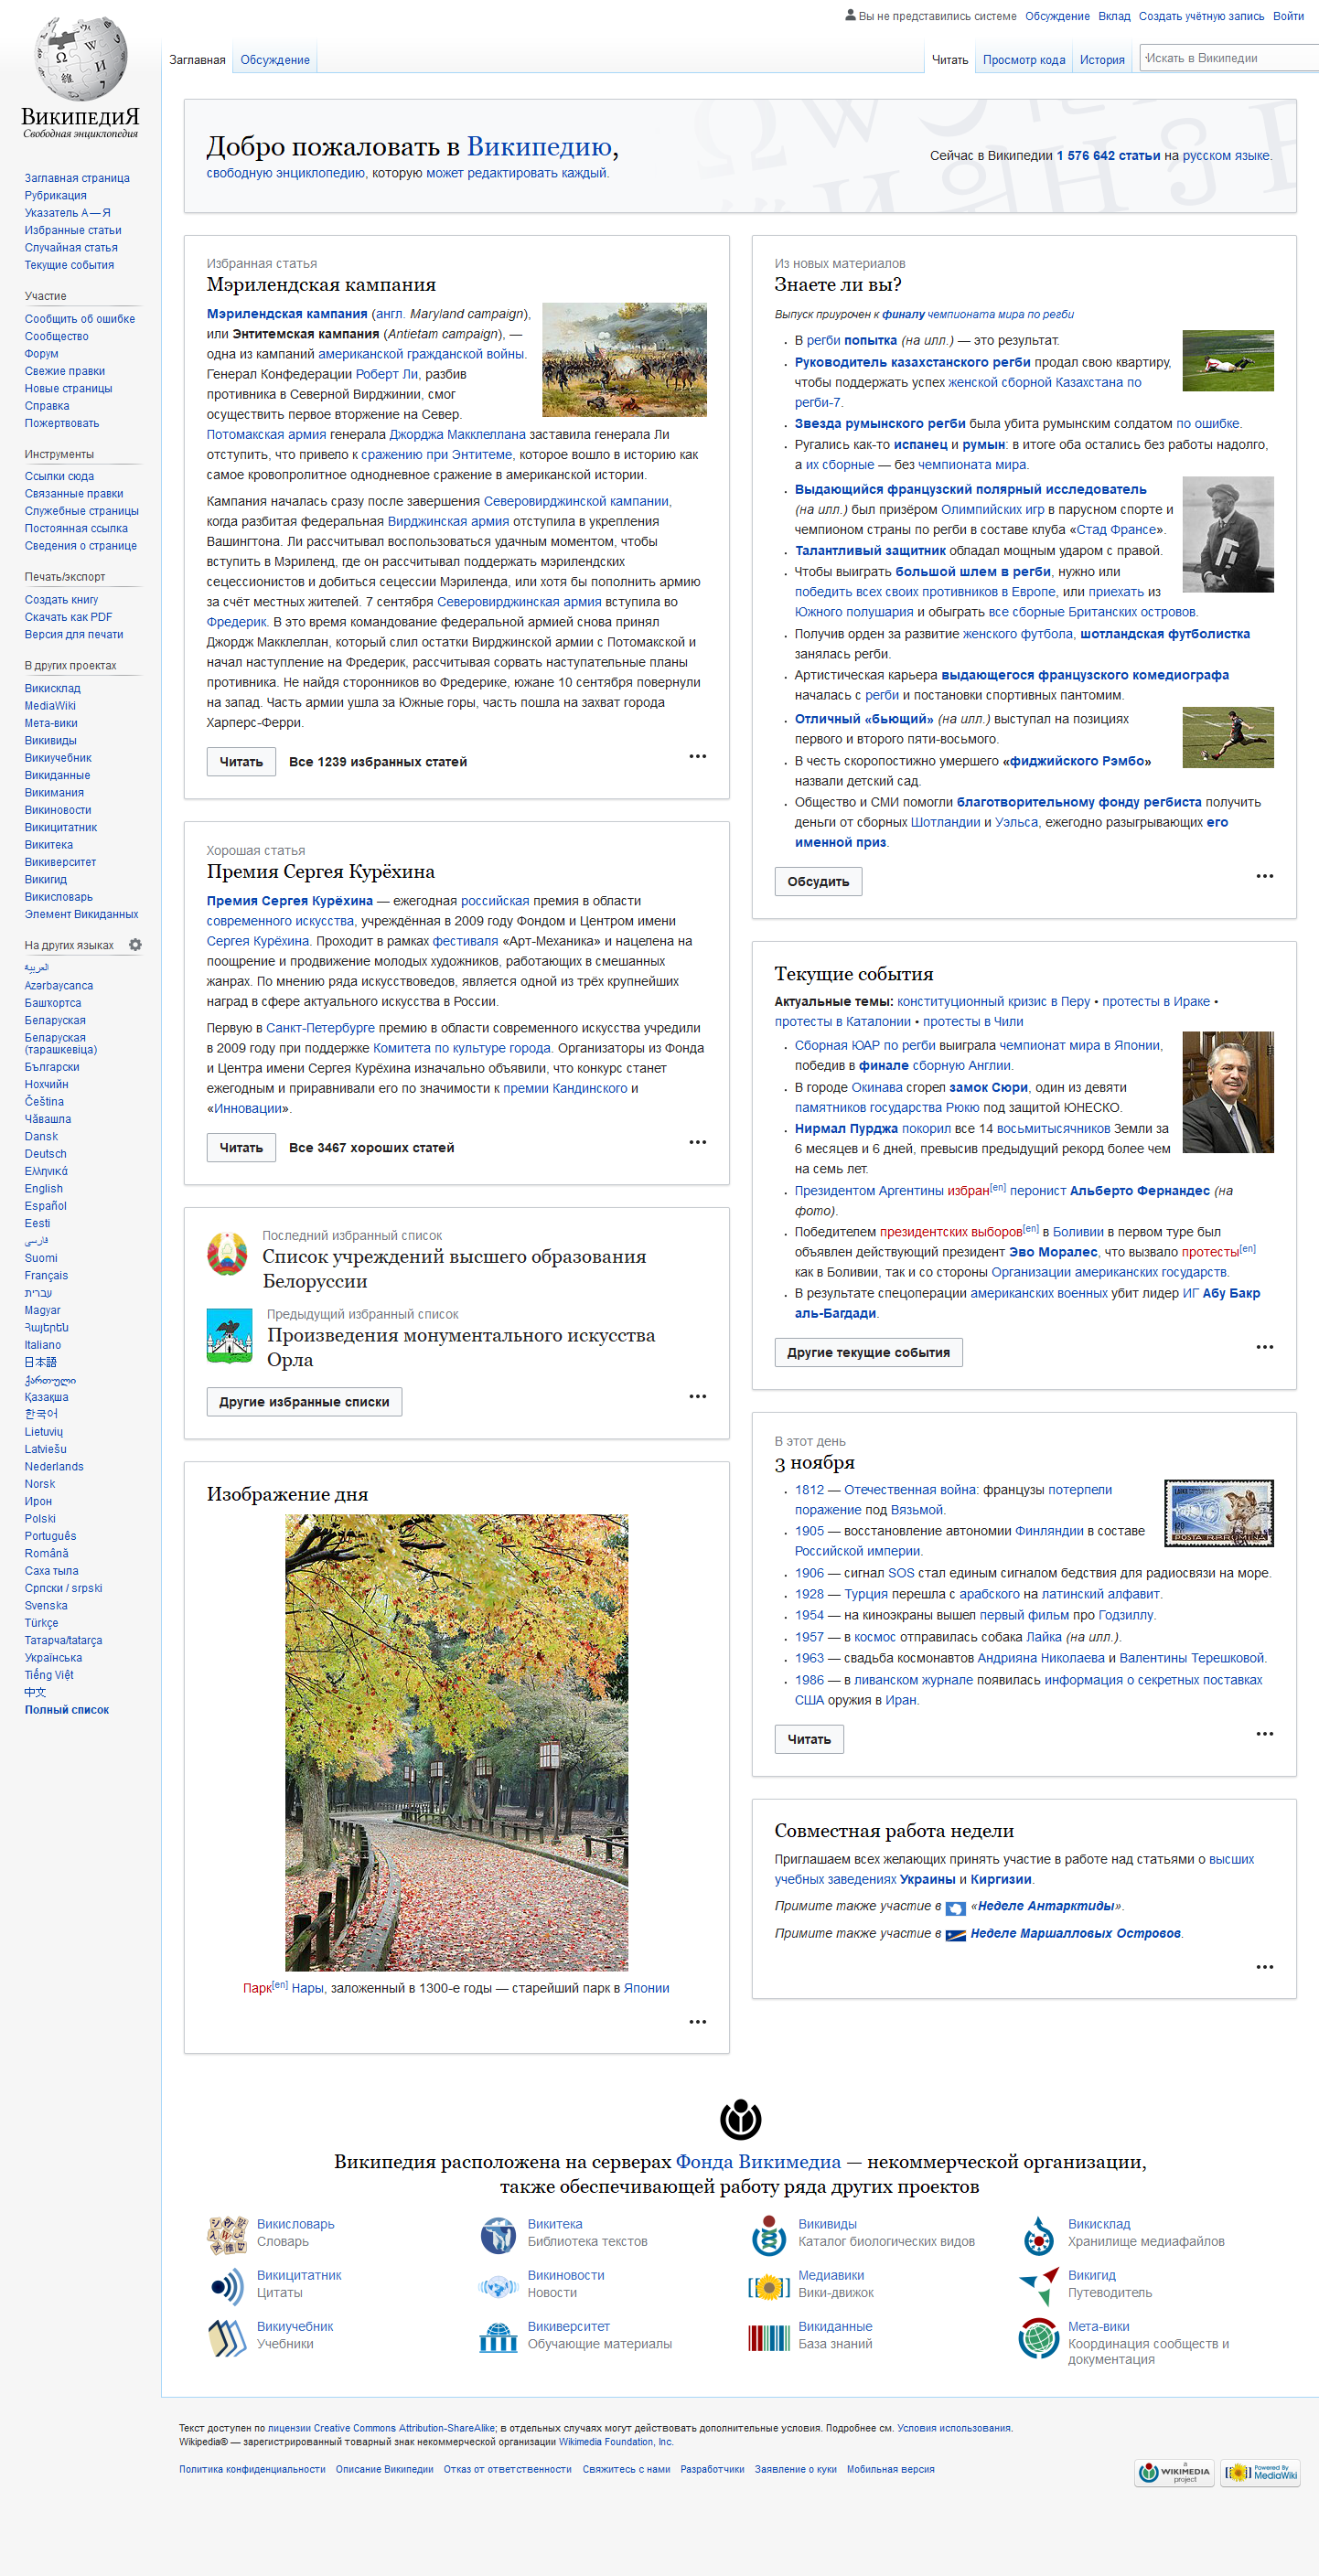 Вы не представились системе Обсуждение Вклад Создать учётную запись Войти
Заглавная Обсуждение Читать Просмотр кода История Искать в Википедии
ВикипедиЯ
Свободная энциклопедия
Заглавная страница
Рубрикация
Указатель А — Я
Избранные статьи
Случайная статья
Текущие события
Участие
Сообщить об ошибке
Сообщество
Форум
Свежие правки
Новые страницы
Справка
Пожертвовать
Инструменты
Ссылки сюда
Связанные правки
Служебные страницы
Постоянная ссылка
Сведения о странице
Печать/экспорт
Создать книгу
Скачать как PDF
Версия для печати
В других проектах
Викисклад
MediaWiki
Мета-вики
Викивиды
Викиучебник
Викиданные
Викимания
Викиновости
Викицитатник
Викитека
Викиверситет
Викигид
Викисловарь
Элемент Викиданных
На других языках
العربية
Azərbaycanca
Башҡортса
Беларуская
Беларуская
(тарашкевіца)
Български
Нохчийн
Čeština
Чӑвашла
Dansk
Deutsch
Ελληνικά
English
Español
Eesti
فارسی
Suomi
Français
עברית
Magyar
Հայերեն
Italiano
日本語
ქართული
Қазақша
한국어
Lietuvių
Latviešu
Nederlands
Norsk
Ирон
Polski
Português
Română
Саха тыла
Српски / srpski
Svenska
Türkçe
Татарча/tatarça
Українська
Tiếng Việt
中文
Полный список
Добро пожаловать в Википедию,
свободную энциклопедию, которую может редактировать каждый.
Сейчас в Википедии 1 576 642 статьи на русском языке.
Избранная статья
Мэрилендская кампания
Мэрилендская кампания (англ. Maryland campaign),
или Энтитемская кампания (Antietam campaign), —
одна из кампаний американской гражданской войны.
Генерал Конфедерации Роберт Ли, разбив
противника в Северной Вирджинии, смог
осуществить первое вторжение на Север.
Потомакская армия генерала Джорджа Макклеллана заставила генерала Ли
отступить, что привело к сражению при Энтитеме, которое вошло в историю как
самое кровопролитное однодневное сражение в американской истории.
Кампания началась сразу после завершения Северовирджинской кампании,
когда разбитая федеральная Вирджинская армия отступила в укрепления
Вашингтона. Ли рассчитывал воспользоваться удачным моментом, чтобы
вступить в Мэриленд, где он рассчитывал поддержать мэрилендских
сецессионистов и добиться сецессии Мэриленда, или хотя бы пополнить армию
за счёт местных жителей. 7 сентября Северовирджинская армия вступила во
Фредерик. В это время командование федеральной армией снова принял
Джордж Макклеллан, который слил остатки Вирджинской армии с Потомакской и
начал наступление на Фредерик, рассчитывая сорвать наступательные планы
противника. Не найдя сторонников во Фредерике, южане 10 сентября повернули
на запад. Часть армии ушла за Южные горы, часть пошла на захват города
Харперс-Ферри.
Читать Все 1239 избранных статей
Хорошая статья
Премия Сергея Курёхина
Премия Сергея Курёхина — ежегодная российская премия в области
современного искусства, учреждённая в 2009 году Фондом и Центром имени
Сергея Курёхина. Проходит в рамках фестиваля «Арт-Механика» и нацелена на
поощрение и продвижение молодых художников, работающих в смешанных
жанрах. По мнению ряда искусствоведов, является одной из трёх крупнейших
наград в сфере актуального искусства в России.
Первую в Санкт-Петербурге премию в области современного искусства учредили
в 2009 году при поддержке Комитета по культуре города. Организаторы из Фонда
и Центра имени Сергея Курёхина изначально объявили, что конкурс станет
ежегодным и приравнивали его по значимости к премии Кандинского и
«Инновации».
Читать Все 3467 хороших статей
Последний избранный список
Список учреждений высшего образования
Белоруссии
Предыдущий избранный список
Произведения монументального искусства
Орла
Другие избранные списки
Изображение дня
Парк[en] Нары, заложенный в 1300-е годы — старейший парк в Японии
Из новых материалов
Знаете ли вы?
Выпуск приурочен к финалу чемпионата мира по регби
В регби попытка (на илл.) — это результат.
Руководитель казахстанского регби продал свою квартиру,
чтобы поддержать успех женской сборной Казахстана по
регби-7.
Звезда румынского регби была убита румынским солдатом по ошибке.
Ругались как-то испанец и румын: в итоге оба остались без работы надолго,
а их сборные — без чемпионата мира.
Выдающийся французский полярный исследователь
(на илл.) был призёром Олимпийских игр в парусном спорте и
чемпионом страны по регби в составе клуба «Стад Франсе».
Талантливый защитник обладал мощным ударом с правой.
Чтобы выиграть большой шлем в регби, нужно или
победить всех своих противников в Европе, или приехать из
Южного полушария и обыграть все сборные Британских островов.
Получив орден за развитие женского футбола, шотландская футболистка
занялась регби.
Артистическая карьера выдающегося французского комедиографа
началась с регби и постановки спортивных пантомим.
Отличный «бьющий» (на илл.) выступал на позициях
первого и второго пяти-восьмого.
В честь скоропостижно умершего «фиджийского Рэмбо»
назвали детский сад.
Общество и СМИ помогли благотворительному фонду регбиста получить
деньги от сборных Шотландии и Уэльса, ежегодно разыгрывающих его
именной приз.
Обсудить
Текущие события
Актуальные темы: конституционный кризис в Перу • протесты в Ираке •
протесты в Каталонии • протесты в Чили
Сборная ЮАР по регби выиграла чемпионат мира в Японии,
победив в финале сборную Англии.
В городе Окинава сгорел замок Сюри, один из девяти
памятников государства Рюкю под защитой ЮНЕСКО.
Нирмал Пурджа покорил все 14 восьмитысячников Земли за
6 месяцев и 6 дней, превысив предыдущий рекорд более чем
на семь лет.
Президентом Аргентины избран[en] перонист Альберто Фернандес (на
фото).
Победителем президентских выборов[en] в Боливии в первом туре был
объявлен действующий президент Эво Моралес, что вызвало протесты[en]
как в Боливии, так и со стороны Организации американских государств.
В результате спецоперации американских военных убит лидер ИГ Абу Бакр
аль-Багдади.
Другие текущие события
В этот день
3 ноября
1812 — Отечественная война: французы потерпели
поражение под Вязьмой.
1905 — восстановление автономии Финляндии в составе
Российской империи.
1906 — сигнал SOS стал единым сигналом бедствия для радиосвязи на море.
1928 — Турция перешла с арабского на латинский алфавит.
1954 — на киноэкраны вышел первый фильм про Годзиллу.
1957 — в космос отправилась собака Лайка (на илл.).
1963 — свадьба космонавтов Андрияна Николаева и Валентины Терешковой.
1986 — в ливанском журнале появилась информация о секретных поставках
США оружия в Иран.
Читать
Совместная работа недели
Приглашаем всех желающих принять участие в работе над статьями о высших
учебных заведениях Украины и Киргизии.
Примите также участие в «Неделе Антарктиды».
Примите также участие в Неделе Маршалловых Островов.
Википедия расположена на серверах Фонда Викимедиа — некоммерческой организации,
также обеспечивающей работу ряда других проектов
Викисловарь
Словарь
Викитека
Библиотека текстов
Викивиды
Каталог биологических видов
Викисклад
Хранилище медиафайлов
Викицитатник
Цитаты
Викиновости
Новости
Медиавики
Вики-движок
Викигид
Путеводитель
Викиучебник
Учебники
Викиверситет
Обучающие материалы
Викиданные
База знаний
Мета-вики
Координация сообществ и
документация
Текст доступен по лицензии Creative Commons Attribution-ShareAlike; в отдельных случаях могут действовать дополнительные условия. Подробнее см. Условия использования.
Wikipedia® — зарегистрированный товарный знак некоммерческой организации Wikimedia Foundation, Inc.
Политика конфиденциальности Описание Википедии Отказ от ответственности Свяжитесь с нами Разработчики Заявление о куки Мобильная версия
a WIKIMEDIA project
Powered By MediaWiki